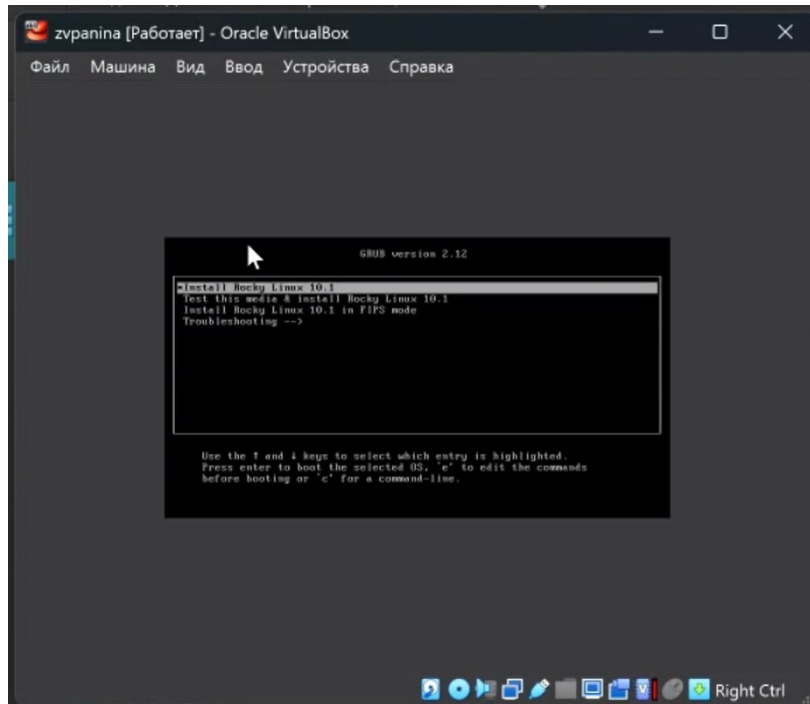 zvpanina [Работает] - Oracle VirtualBox
Файл Машина Вид Ввод Устройства Справка
GRUB version 2.12
*Install Rocky Linux 10.1
Test this media & install Rocky Linux 10.1
Install Rocky Linux 10.1 in FIPS mode
Troubleshooting -->
Use the ↑ and ↓ keys to select which entry is highlighted.
Press enter to boot the selected OS, `e' to edit the commands
before booting or `c' for a command-line.
Right Ctrl